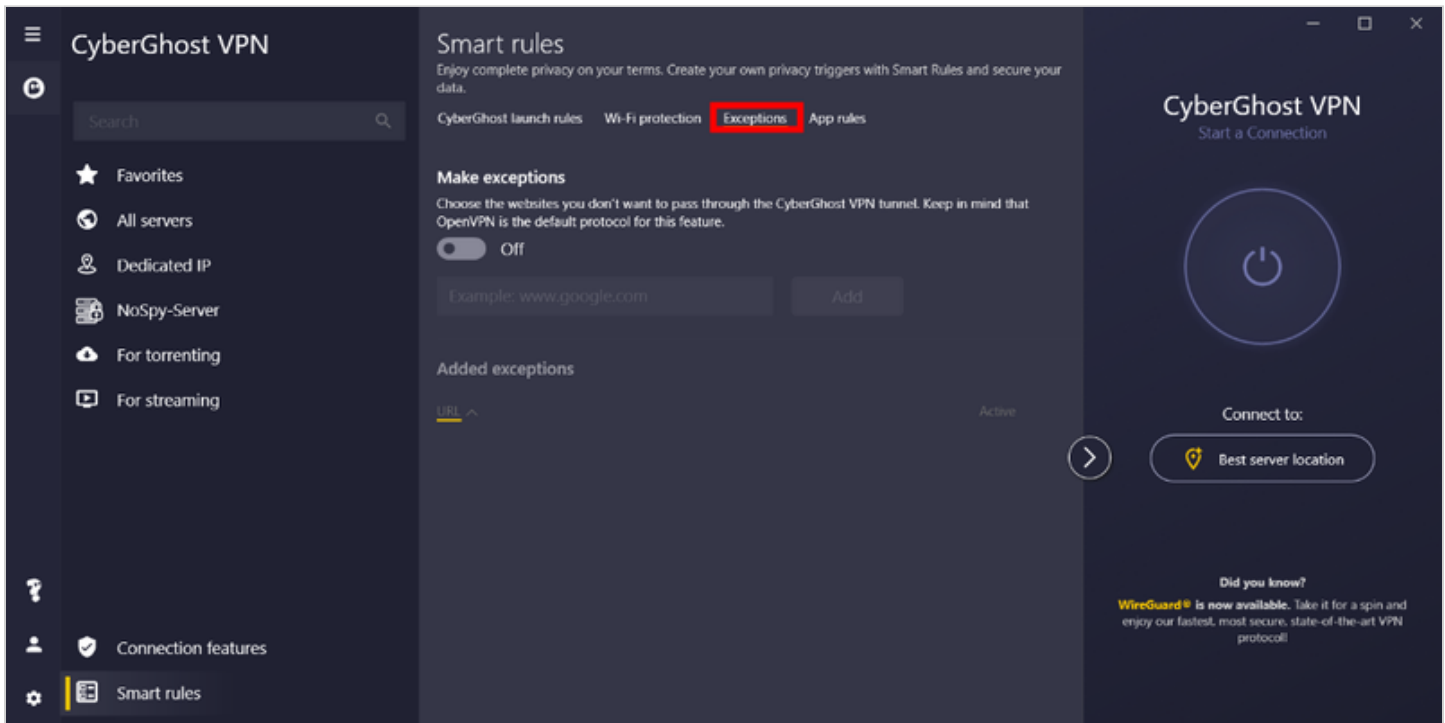 CyberGhost VPN
Search
Favorites
All servers
Dedicated IP
NoSpy-Server
For torrenting
For streaming
Connection features
Smart rules
Smart rules
Enjoy complete privacy on your terms. Create your own privacy triggers with Smart Rules and secure your
data.
CyberGhost launch rules Wi-Fi protection Exceptions App rules
Make exceptions
Choose the websites you don't want to pass through the CyberGhost VPN tunnel. Keep in mind that
OpenVPN is the default protocol for this feature.
Off
Example: www.google.com Add
Added exceptions
URL Active
CyberGhost VPN
Start a Connection
Connect to:
Best server location
Did you know?
WireGuard® is now available. Take it for a spin and
enjoy our fastest, most secure, state-of-the-art VPN
protocol!